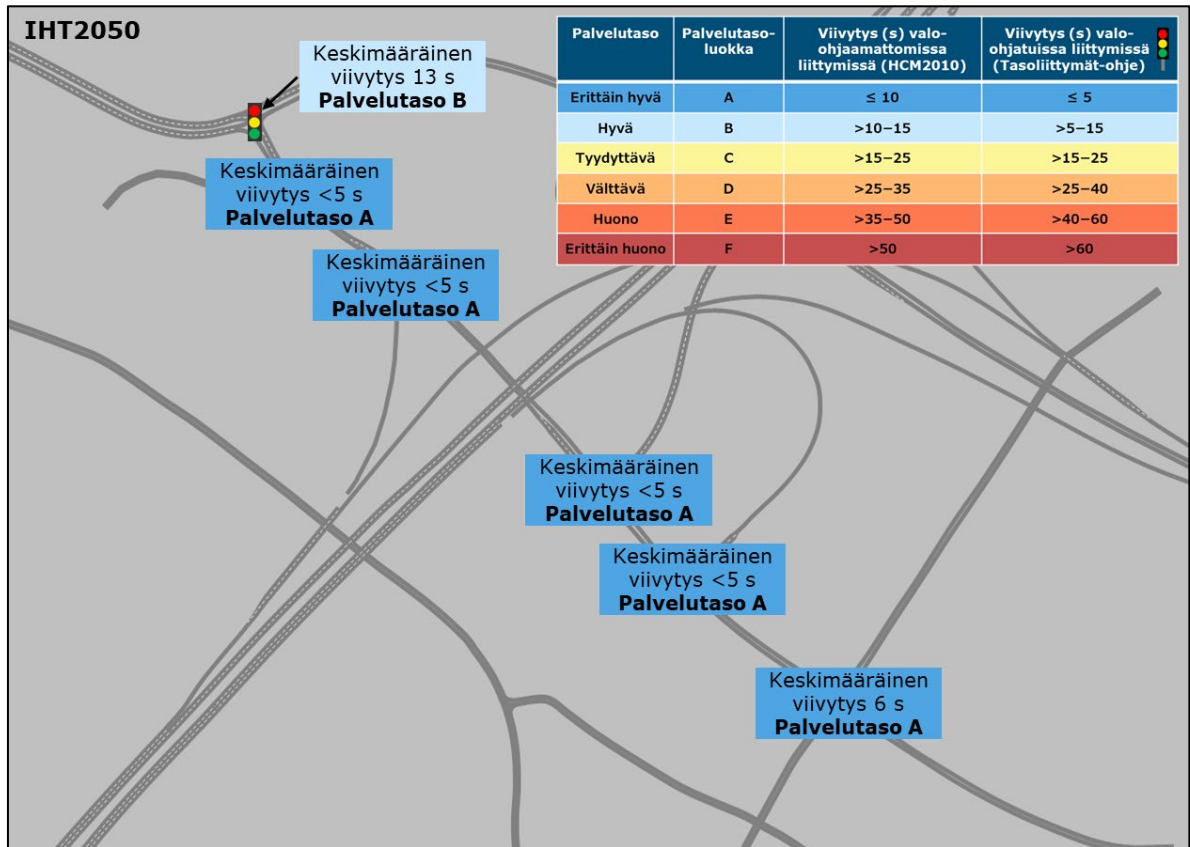 IHT2050
Keskimääräinen
viivytys 13 s
Palvelutaso B
Palvelutaso
Palvelutaso-
luokka
Viivytys (s) valo-
ohjaamattomissa
liittymissä (HCM2010)
Viivytys (s) valo-
ohjatuissa liittymissä
(Tasoliittymät-ohje)
Erittäin hyvä A ≤ 10 ≤ 5
Hyvä B >10–15 >5–15
Tyydyttävä C >15–25 >15–25
Välttävä D >25–35 >25–40
Huono E >35–50 >40–60
Erittäin huono F >50 >60
Keskimääräinen
viivytys <5 s
Palvelutaso A
Keskimääräinen
viivytys <5 s
Palvelutaso A
Keskimääräinen
viivytys <5 s
Palvelutaso A
Keskimääräinen
viivytys <5 s
Palvelutaso A
Keskimääräinen
viivytys 6 s
Palvelutaso A